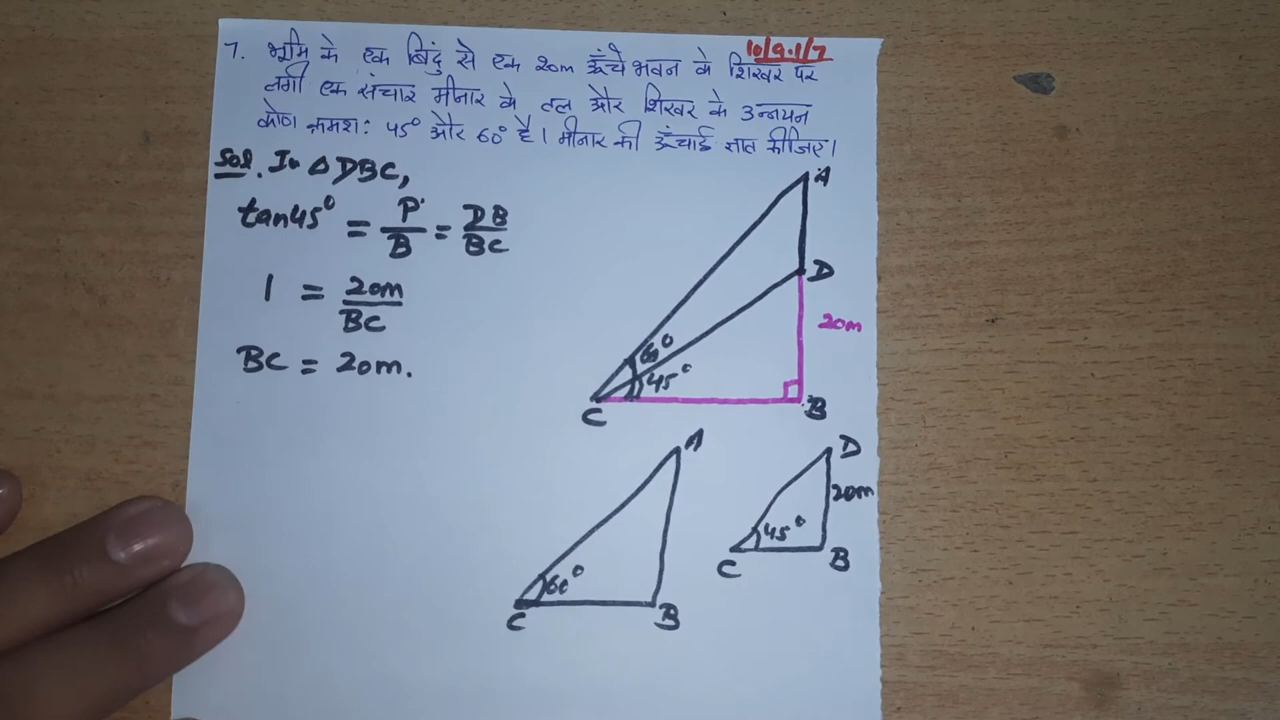 10/9.1/7
7. भूमि के एक बिंदु से एक 20m ऊँचे भवन के शिखर पर
लगी एक संचार मीनार के तल और शिखर के उन्नयन
कोण क्रमश: 45° और 60° है। मीनार की ऊँचाई ज्ञात कीजिए।
Sol. In △ DBC,
tan45° = P/B = DB/BC
1 = 20m/BC
BC = 20m.
A
D
20m
60°
45°
C
B
A
60°
C
B
D
20m
45°
C
B